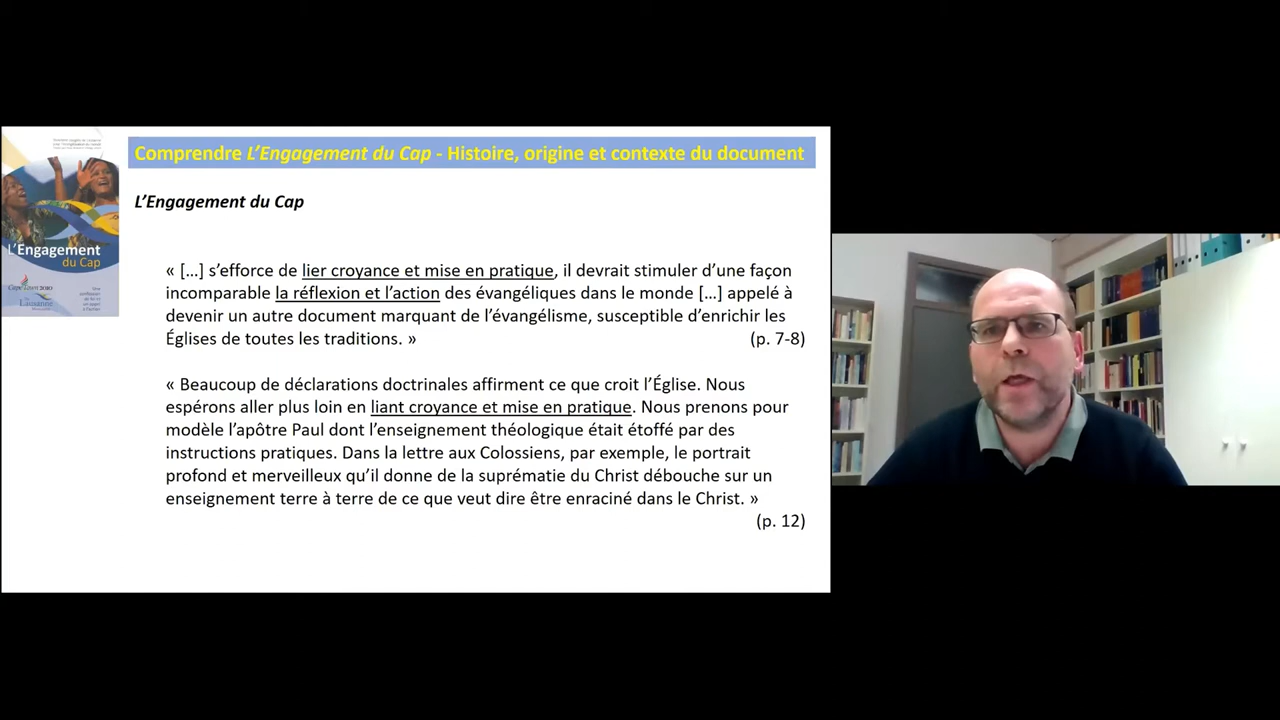 Comprendre L’Engagement du Cap - Histoire, origine et contexte du document
L’Engagement du Cap
« […] s’efforce de lier croyance et mise en pratique, il devrait stimuler d’une façon
incomparable la réflexion et l’action des évangéliques dans le monde […] appelé à
devenir un autre document marquant de l’évangélisme, susceptible d’enrichir les
Églises de toutes les traditions. » (p. 7-8)
« Beaucoup de déclarations doctrinales affirment ce que croit l’Église. Nous
espérons aller plus loin en liant croyance et mise en pratique. Nous prenons pour
modèle l’apôtre Paul dont l’enseignement théologique était étoffé par des
instructions pratiques. Dans la lettre aux Colossiens, par exemple, le portrait
profond et merveilleux qu’il donne de la suprématie du Christ débouche sur un
enseignement terre à terre de ce que veut dire être enraciné dans le Christ. »
(p. 12)
L’Engagement
du Cap
Cape Town 2010
Lausanne